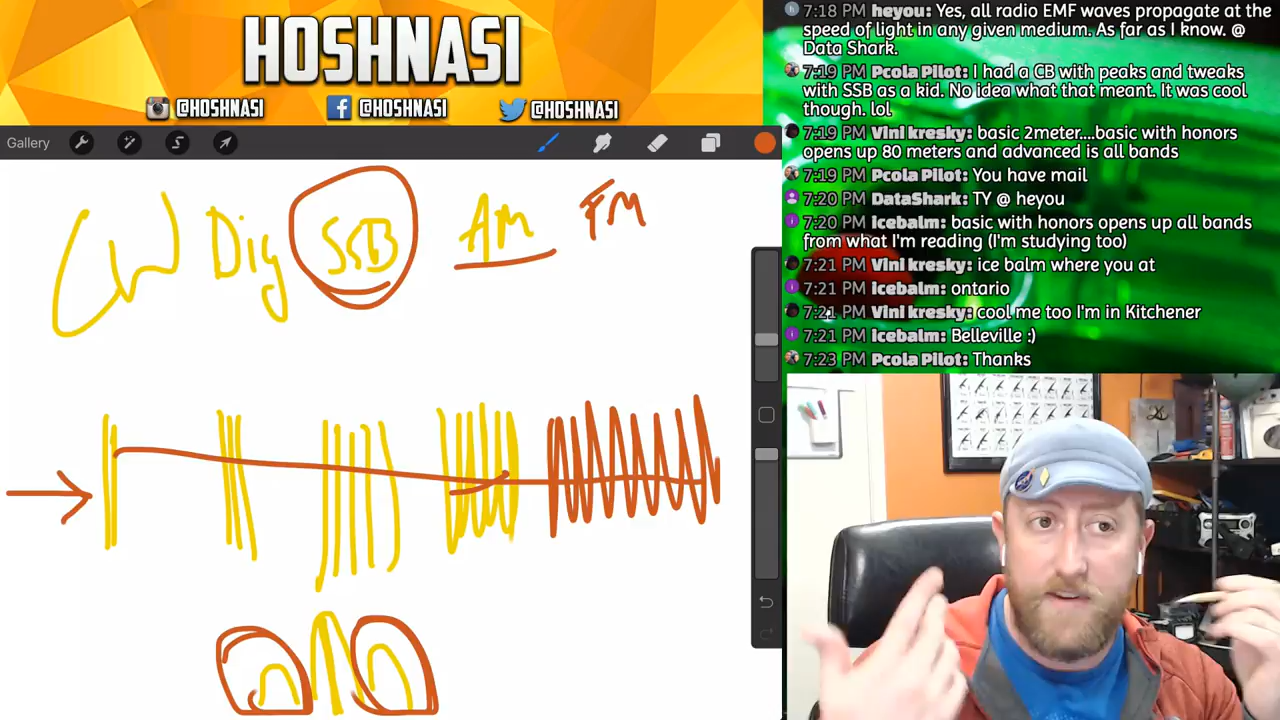 HOSHNASI
@HOSHNASI @HOSHNASI @HOSHNASI
Gallery
CW Dig SSB Am FM
7:18 PM heyou: Yes, all radio EMF waves propagate at the
speed of light in any given medium. As far as I know. @
Data Shark.
7:19 PM Pcola Pilot: I had a CB with peaks and tweaks
with SSB as a kid. No idea what that meant. It was cool
though. lol
7:19 PM Vini kresky: basic 2meter....basic with honors
opens up 80 meters and advanced is all bands
7:19 PM Pcola Pilot: You have mail
7:20 PM DataShark: TY @ heyou
7:20 PM icebalm: basic with honors opens up all bands
from what I'm reading (I'm studying too)
7:21 PM Vini kresky: ice balm where you at
7:21 PM icebalm: ontario
7:21 PM Vini kresky: cool me too I'm in Kitchener
7:21 PM icebalm: Belleville :)
7:23 PM Pcola Pilot: Thanks